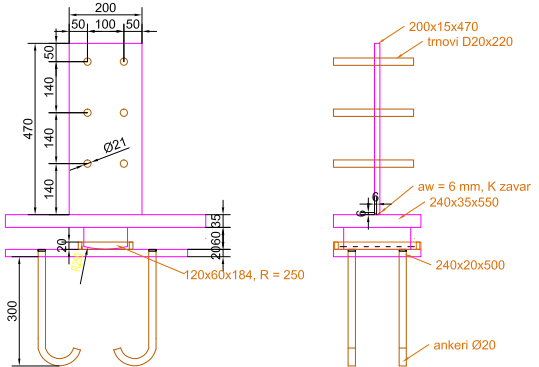 200
50 100 50
50
140
140
140
470
Ø21
35
60
20
20
120x60x184, R = 250
300
200x15x470
trnovi D20x220
6
6
aw = 6 mm, K zavar
240x35x550
240x20x500
ankeri Ø20